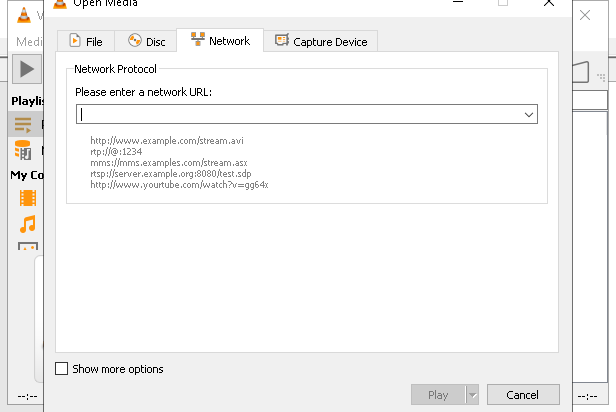 Open Media
Medi
File
Disc
Network
Capture Device
Network Protocol
Playlis
Please enter a network URL:
http://www.example.com/stream.avi
rtp://@:1234
mms://mms.examples.com/stream.asx
rtsp://server.example.org:8080/test.sdp
My Co
http://www.yourtube.com/watch?v=gg64x
Show more options
--:--
Play
Cancel
--:--